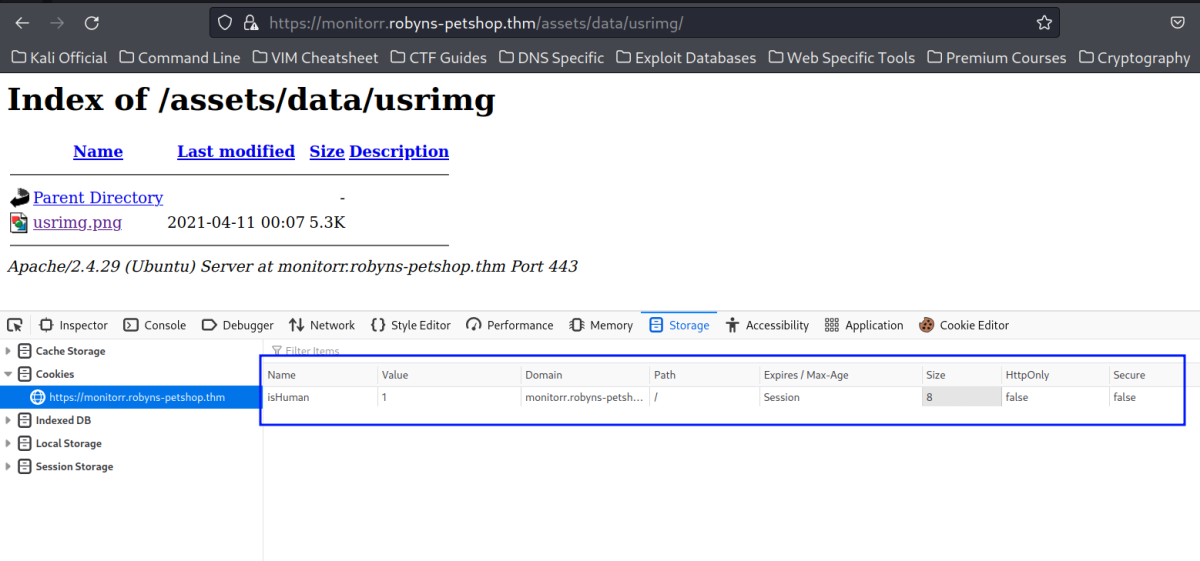 https://monitorr.robyns-petshop.thm/assets/data/usrimg/
Kali Official Command Line VIM Cheatsheet CTF Guides DNS Specific Exploit Databases Web Specific Tools Premium Courses Cryptography
Index of /assets/data/usrimg
Name Last modified Size Description
Parent Directory -
usrimg.png 2021-04-11 00:07 5.3K
Apache/2.4.29 (Ubuntu) Server at monitorr.robyns-petshop.thm Port 443
Inspector Console Debugger Network Style Editor Performance Memory Storage Accessibility Application Cookie Editor
Cache Storage Filter Items
Cookies Name Value Domain Path Expires / Max-Age Size HttpOnly Secure
https://monitorr.robyns-petshop.thm isHuman 1 monitorr.robyns-petsh... / Session 8 false false
Indexed DB
Local Storage
Session Storage